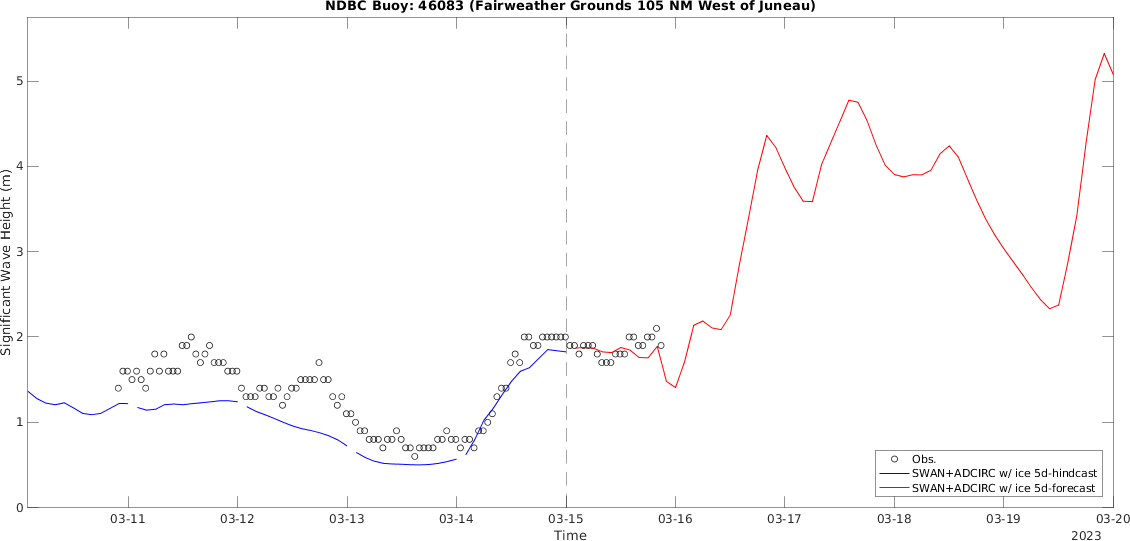 NDBC Buoy: 46083 (Fairweather Grounds 105 NM West of Juneau)
Significant Wave Height (m)
5
4
3
2
1
0
Obs.
SWAN+ADCIRC w/ ice 5d-hindcast
SWAN+ADCIRC w/ ice 5d-forecast
03-11 03-12 03-13 03-14 03-15 03-16 03-17 03-18 03-19 03-20
Time
2023